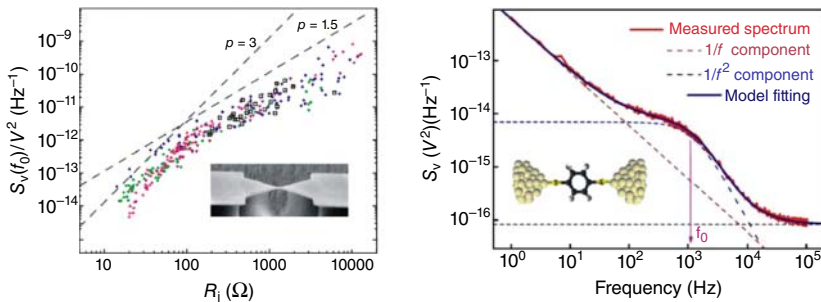 S_v(f_0)/V^2 (Hz^-1)
10^-9
10^-10
10^-11
10^-12
10^-13
10^-14
p = 3
p = 1.5
10
100
1000
10000
R_j (Ω)
S_v (V^2)(Hz^-1)
10^-13
10^-14
10^-15
10^-16
Measured spectrum
1/f component
1/f^2 component
Model fitting
f_0
10^0
10^1
10^2
10^3
10^4
10^5
Frequency (Hz)